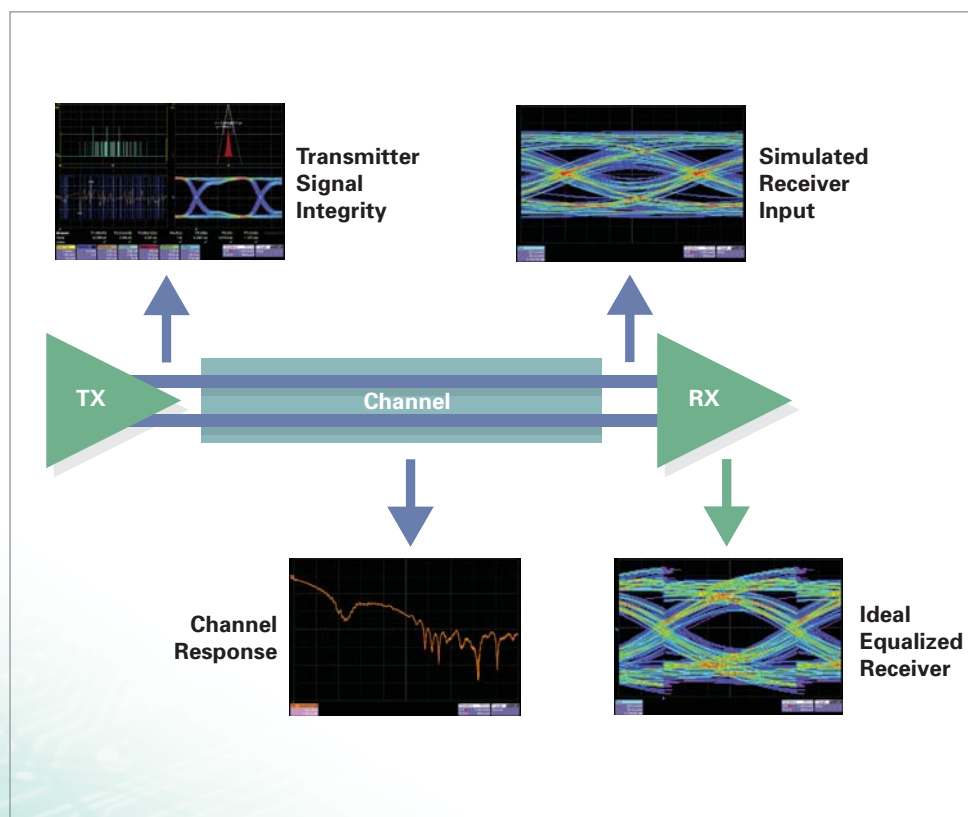 Transmitter
Signal
Integrity
Simulated
Receiver
Input
TX
Channel
RX
Channel
Response
Ideal
Equalized
Receiver